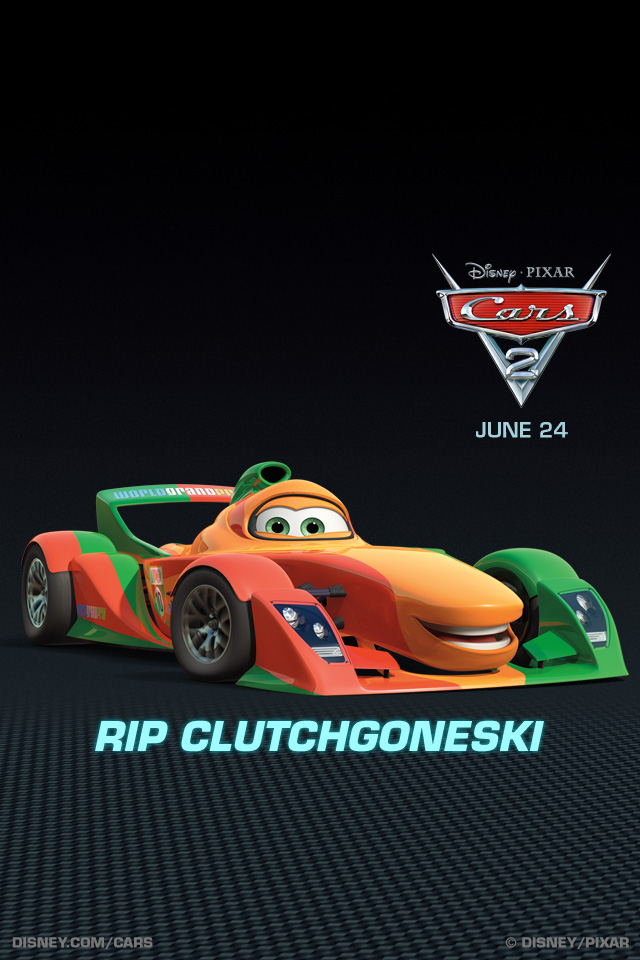 Disney · PIXAR
Cars
2
JUNE 24
RIP CLUTCHGONESKI
DISNEY.COM/CARS
© DISNEY/PIXAR